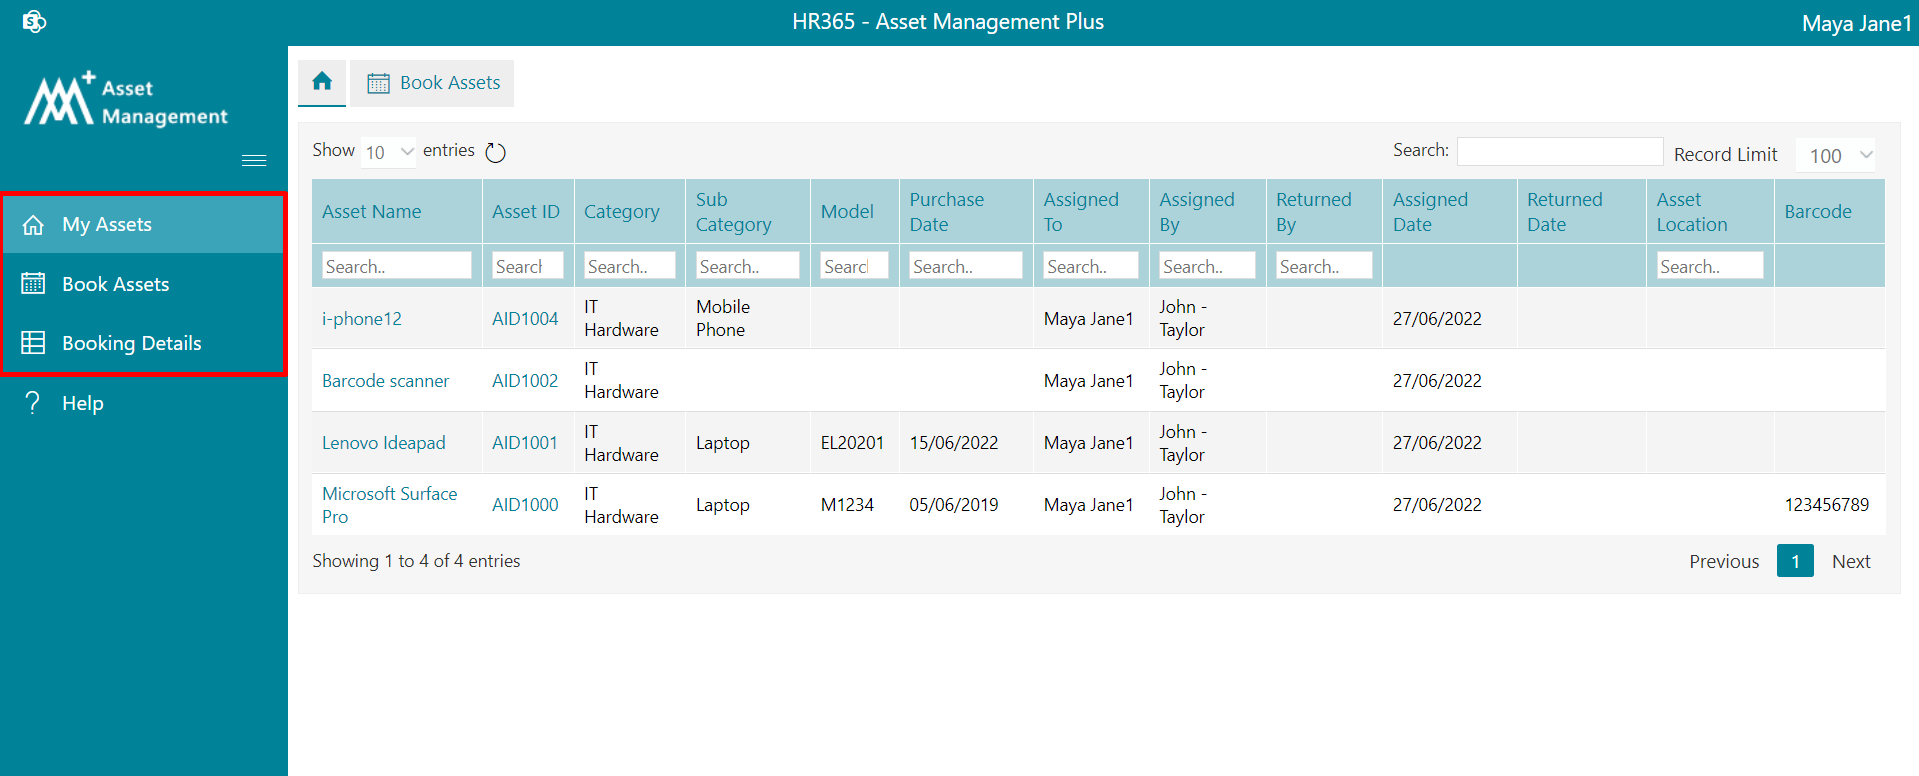 HR365 - Asset Management Plus
Maya Jane1
Asset
Management
My Assets
Book Assets
Booking Details
Help
Book Assets
Show 10 entries
Search:
Record Limit 100
Asset Name Asset ID Category Sub Category Model Purchase Date Assigned To Assigned By Returned By Assigned Date Returned Date Asset Location Barcode
Search.. Search Search.. Search.. Search Search.. Search.. Search.. Search.. Search..
i-phone12 AID1004 IT Hardware Mobile Phone Maya Jane1 John - Taylor 27/06/2022
Barcode scanner AID1002 IT Hardware Maya Jane1 John - Taylor 27/06/2022
Lenovo Ideapad AID1001 IT Hardware Laptop EL20201 15/06/2022 Maya Jane1 John - Taylor 27/06/2022
Microsoft Surface Pro AID1000 IT Hardware Laptop M1234 05/06/2019 Maya Jane1 John - Taylor 27/06/2022 123456789
Showing 1 to 4 of 4 entries
Previous 1 Next